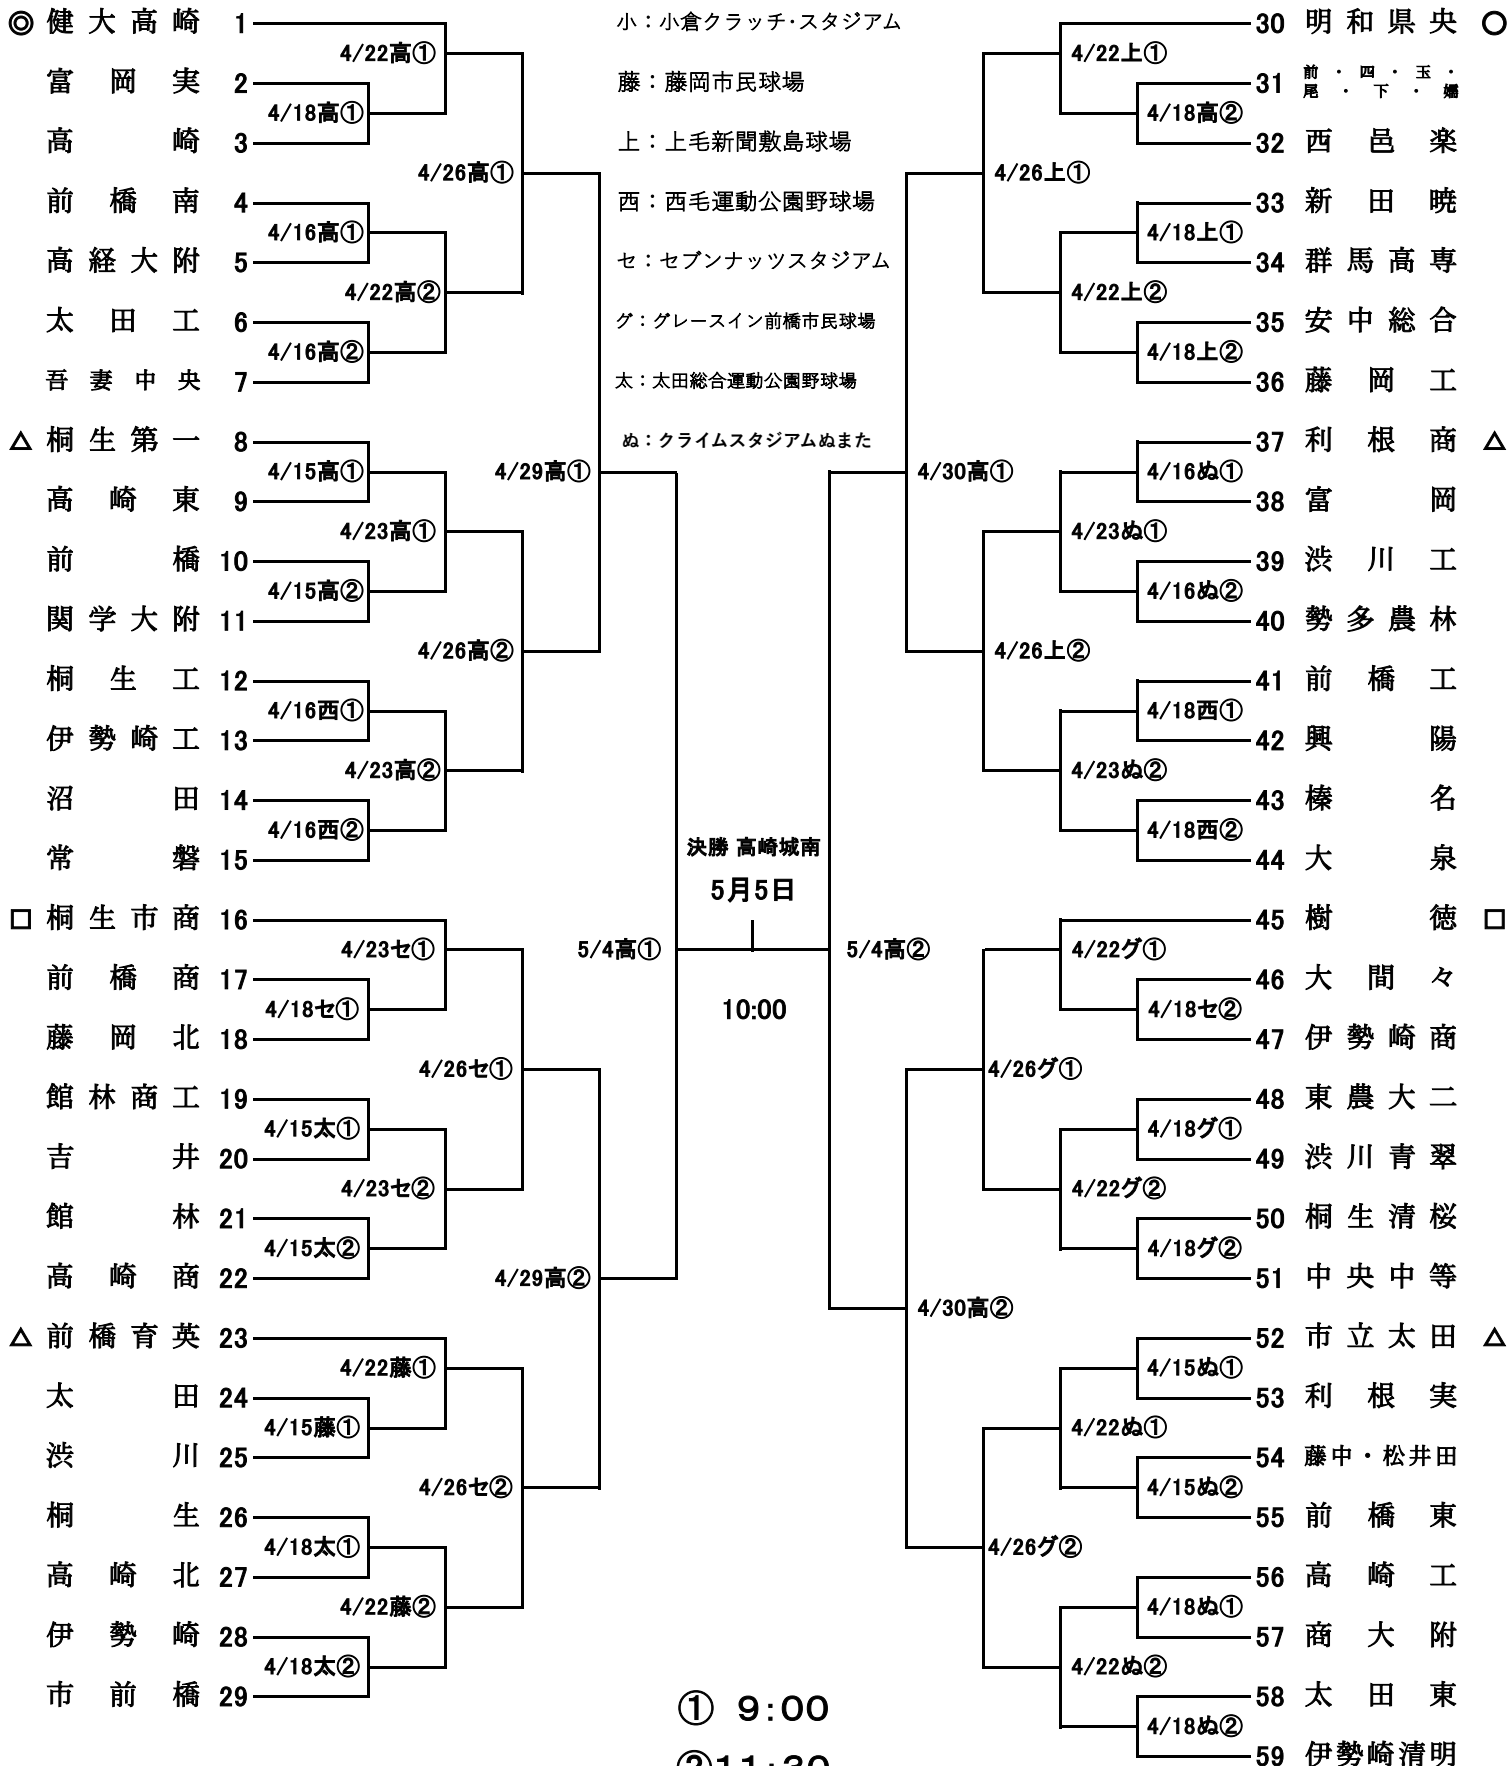 ◎ 健大高崎 1
富岡実 2
高崎 3
前橋南 4
高経大附 5
太田工 6
吾妻中央 7
△ 桐生第一 8
高崎東 9
前橋 10
関学大附 11
桐生工 12
伊勢崎工 13
沼田 14
常磐 15
□ 桐生市商 16
前橋商 17
藤岡北 18
館林商工 19
吉井 20
館林 21
高崎商 22
△ 前橋育英 23
太田 24
渋川 25
桐生 26
高崎北 27
伊勢崎 28
市前橋 29
4/18高①
4/16高①
4/16高②
4/15高①
4/15高②
4/16西①
4/16西②
4/18セ①
4/15太①
4/15太②
4/15藤①
4/18太①
4/18太②
4/22高①
4/22高②
4/23高①
4/23高②
4/23セ①
4/23セ②
4/22藤①
4/22藤②
4/26高①
4/26高②
4/26セ①
4/26セ②
4/29高①
4/29高②
5/4高①
小：小倉クラッチ・スタジアム
藤：藤岡市民球場
上：上毛新聞敷島球場
西：西毛運動公園野球場
セ：セブンナッツスタジアム
グ：グレースイン前橋市民球場
太：太田総合運動公園野球場
ぬ：クライムスタジアムぬまた
決勝 高崎城南
5月5日
10:00
① 9:00
②11:30
5/4高②
4/30高①
4/30高②
4/26上①
4/26上②
4/26グ①
4/26グ②
4/22上①
4/22上②
4/23ぬ①
4/23ぬ②
4/22グ①
4/22グ②
4/22ぬ①
4/22ぬ②
4/18高②
4/18上①
4/18上②
4/16ぬ①
4/16ぬ②
4/18西①
4/18西②
4/18セ②
4/18グ①
4/18グ②
4/15ぬ①
4/15ぬ②
4/18ぬ①
4/18ぬ②
30 明和県央 ○
31 前・四・玉・
尾・下・嬬
32 西邑楽
33 新田暁
34 群馬高専
35 安中総合
36 藤岡工
37 利根商 △
38 富岡
39 渋川工
40 勢多農林
41 前橋工
42 興陽
43 榛名
44 大泉
45 樹徳 □
46 大間々
47 伊勢崎商
48 東農大二
49 渋川青翠
50 桐生清桜
51 中央中等
52 市立太田 △
53 利根実
54 藤中・松井田
55 前橋東
56 高崎工
57 商大附
58 太田東
59 伊勢崎清明